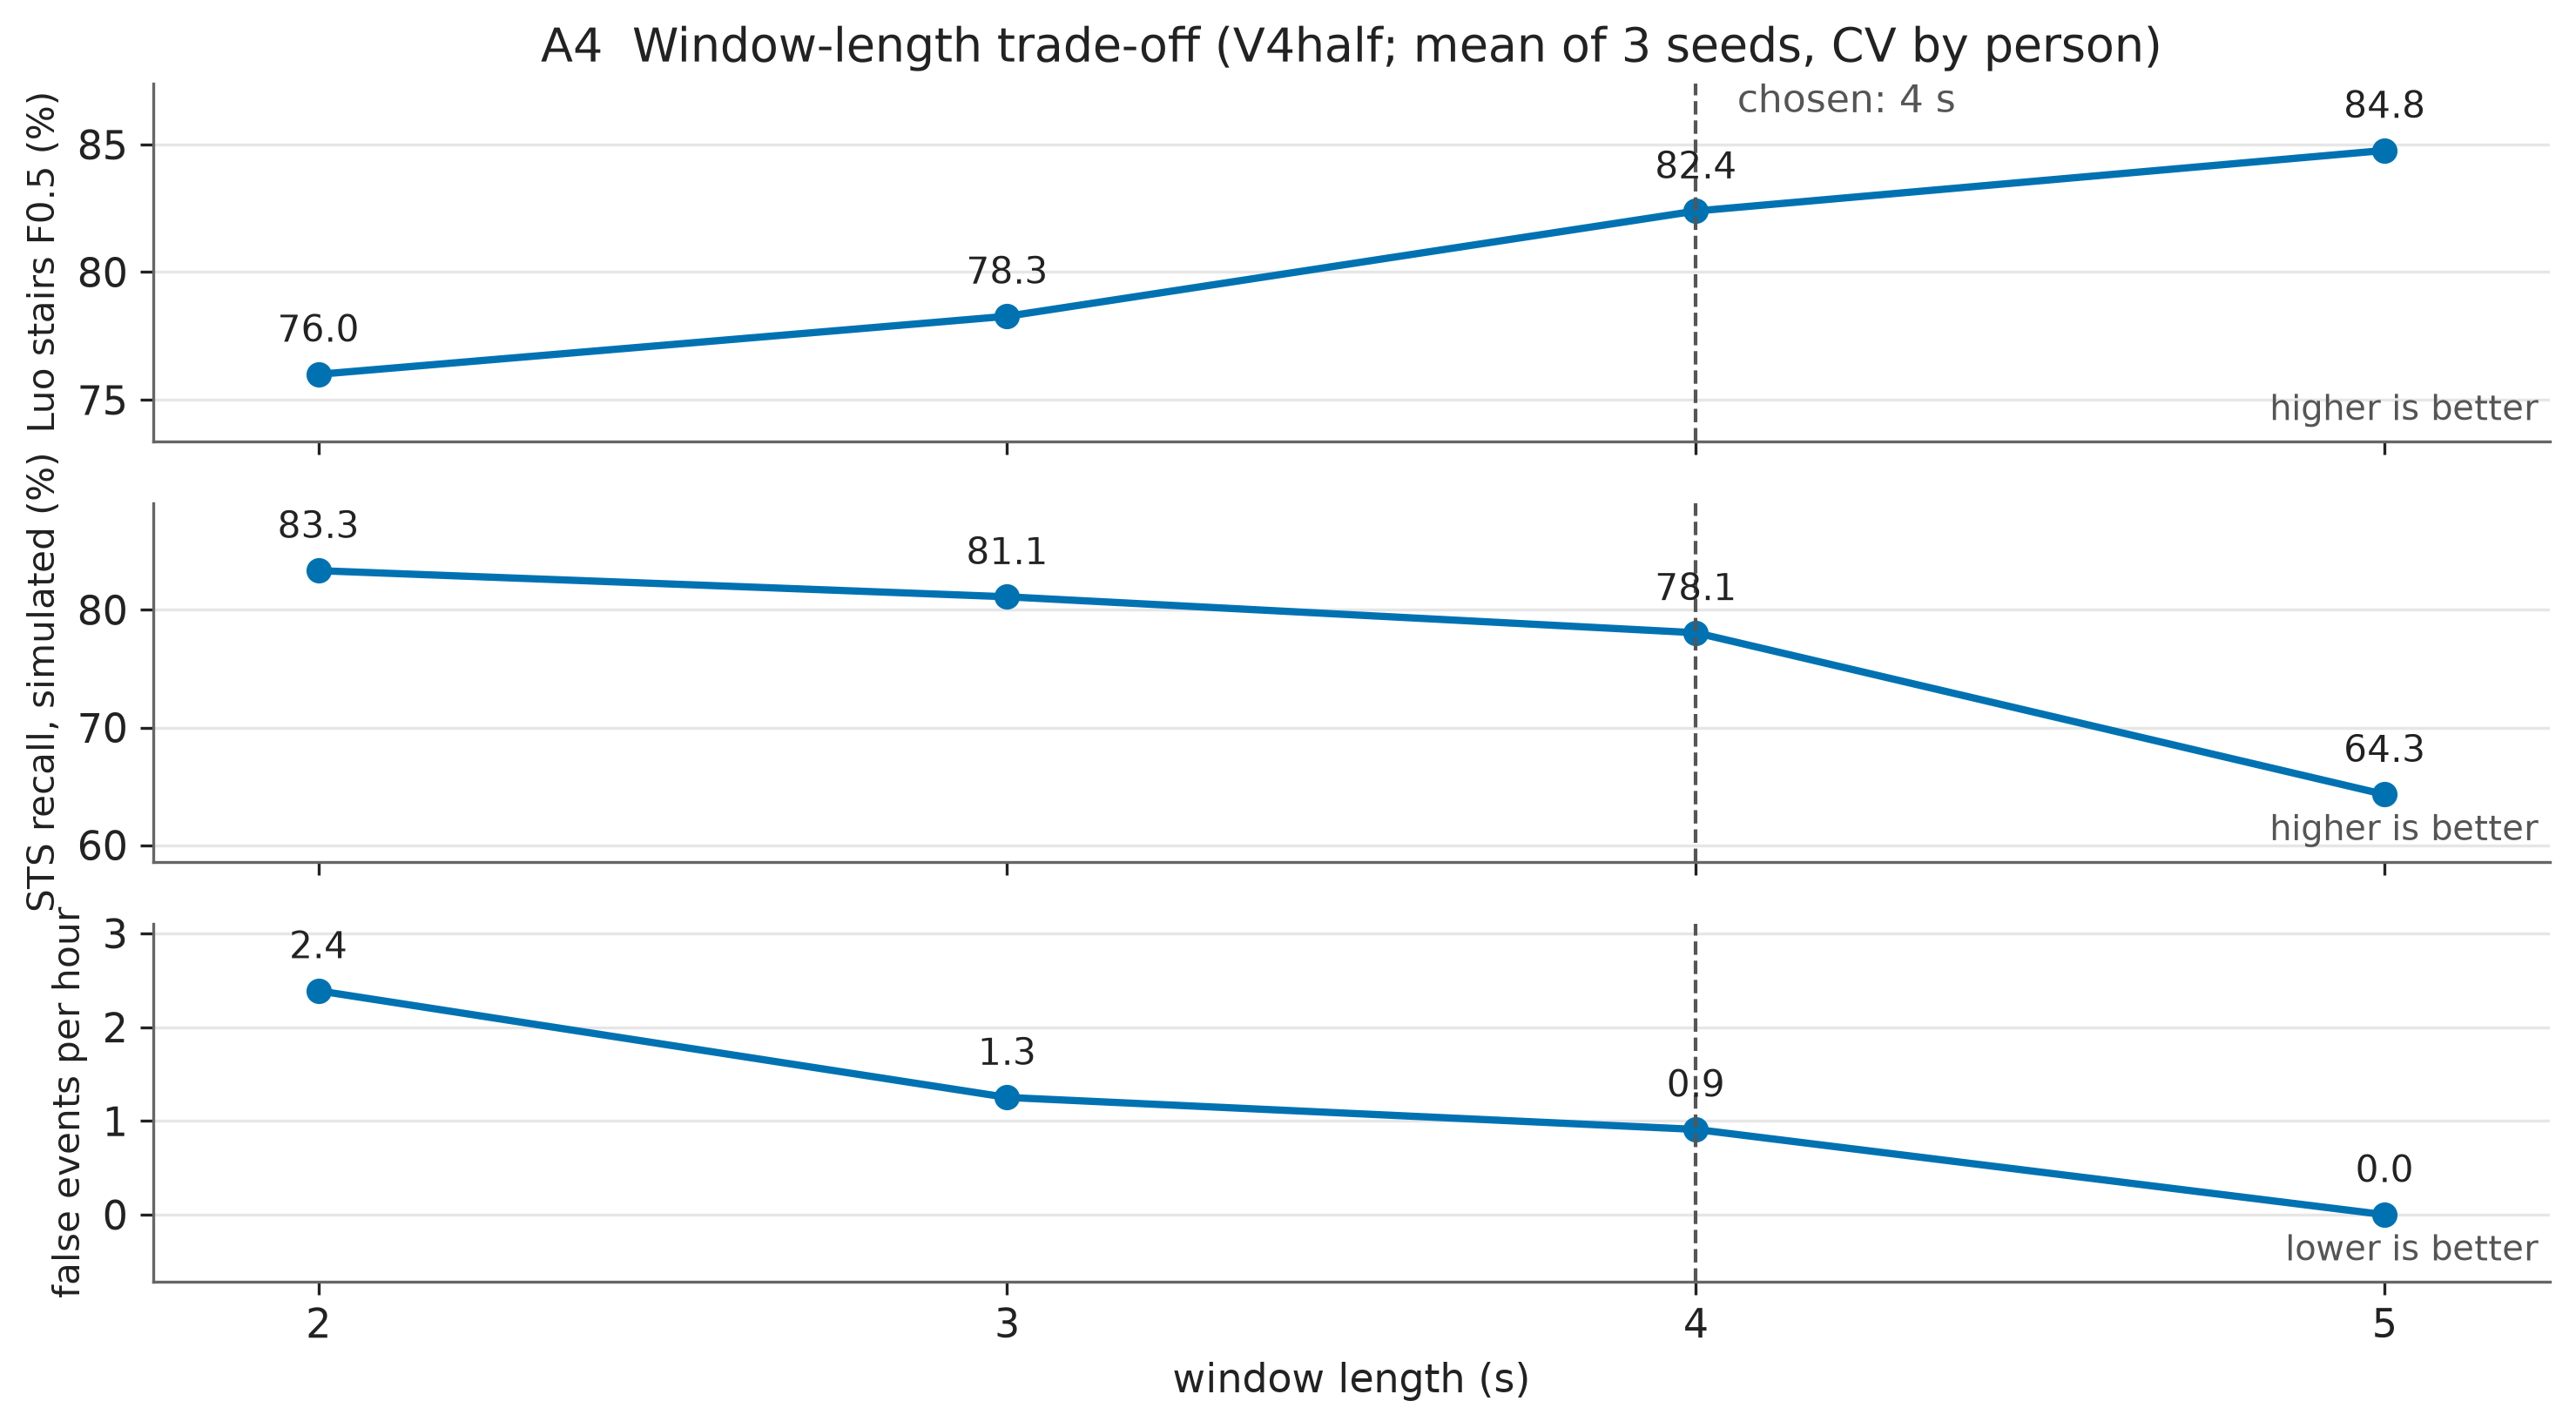 A4 Window-length trade-off (V4half; mean of 3 seeds, CV by person)
Luo stairs F0.5 (%)
85
80
75
chosen: 4 s
76.0
78.3
82.4
84.8
higher is better
STS recall, simulated (%)
80
70
60
83.3
81.1
78.1
64.3
higher is better
false events per hour
3
2
1
0
2.4
1.3
0.9
0.0
lower is better
2
3
4
5
window length (s)